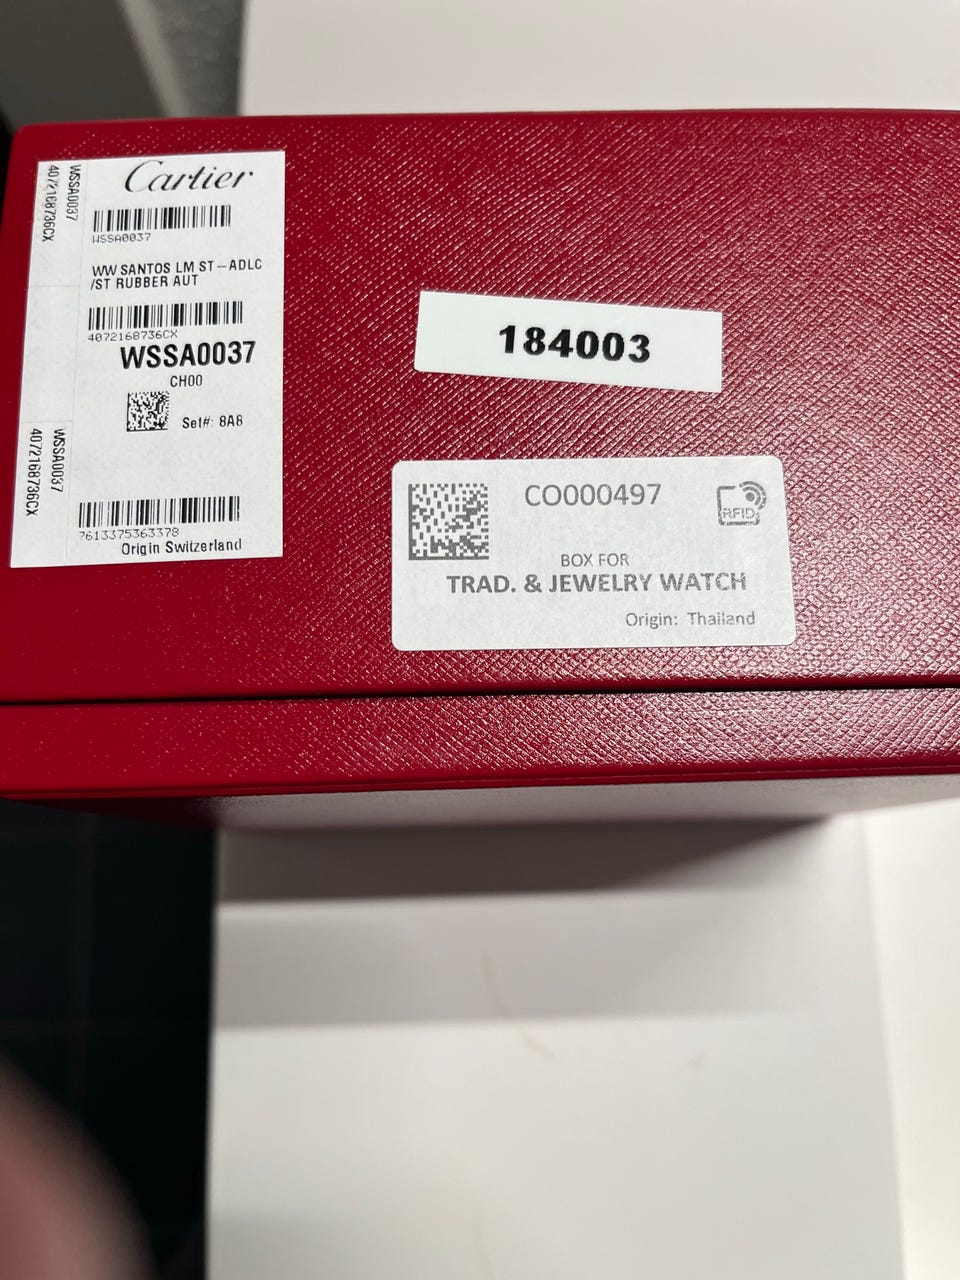 Cartier
WSSA0037
WW SANTOS LM ST-ADLC
/ST RUBBER AUT
4072168736CX
WSSA0037
CH00
Set#: 8A8
7613375363378
Origin Switzerland
WSSA0037
4072168736CX
WSSA0037
4072168736CX
184003
CO000497
RFID
BOX FOR
TRAD. & JEWELRY WATCH
Origin: Thailand